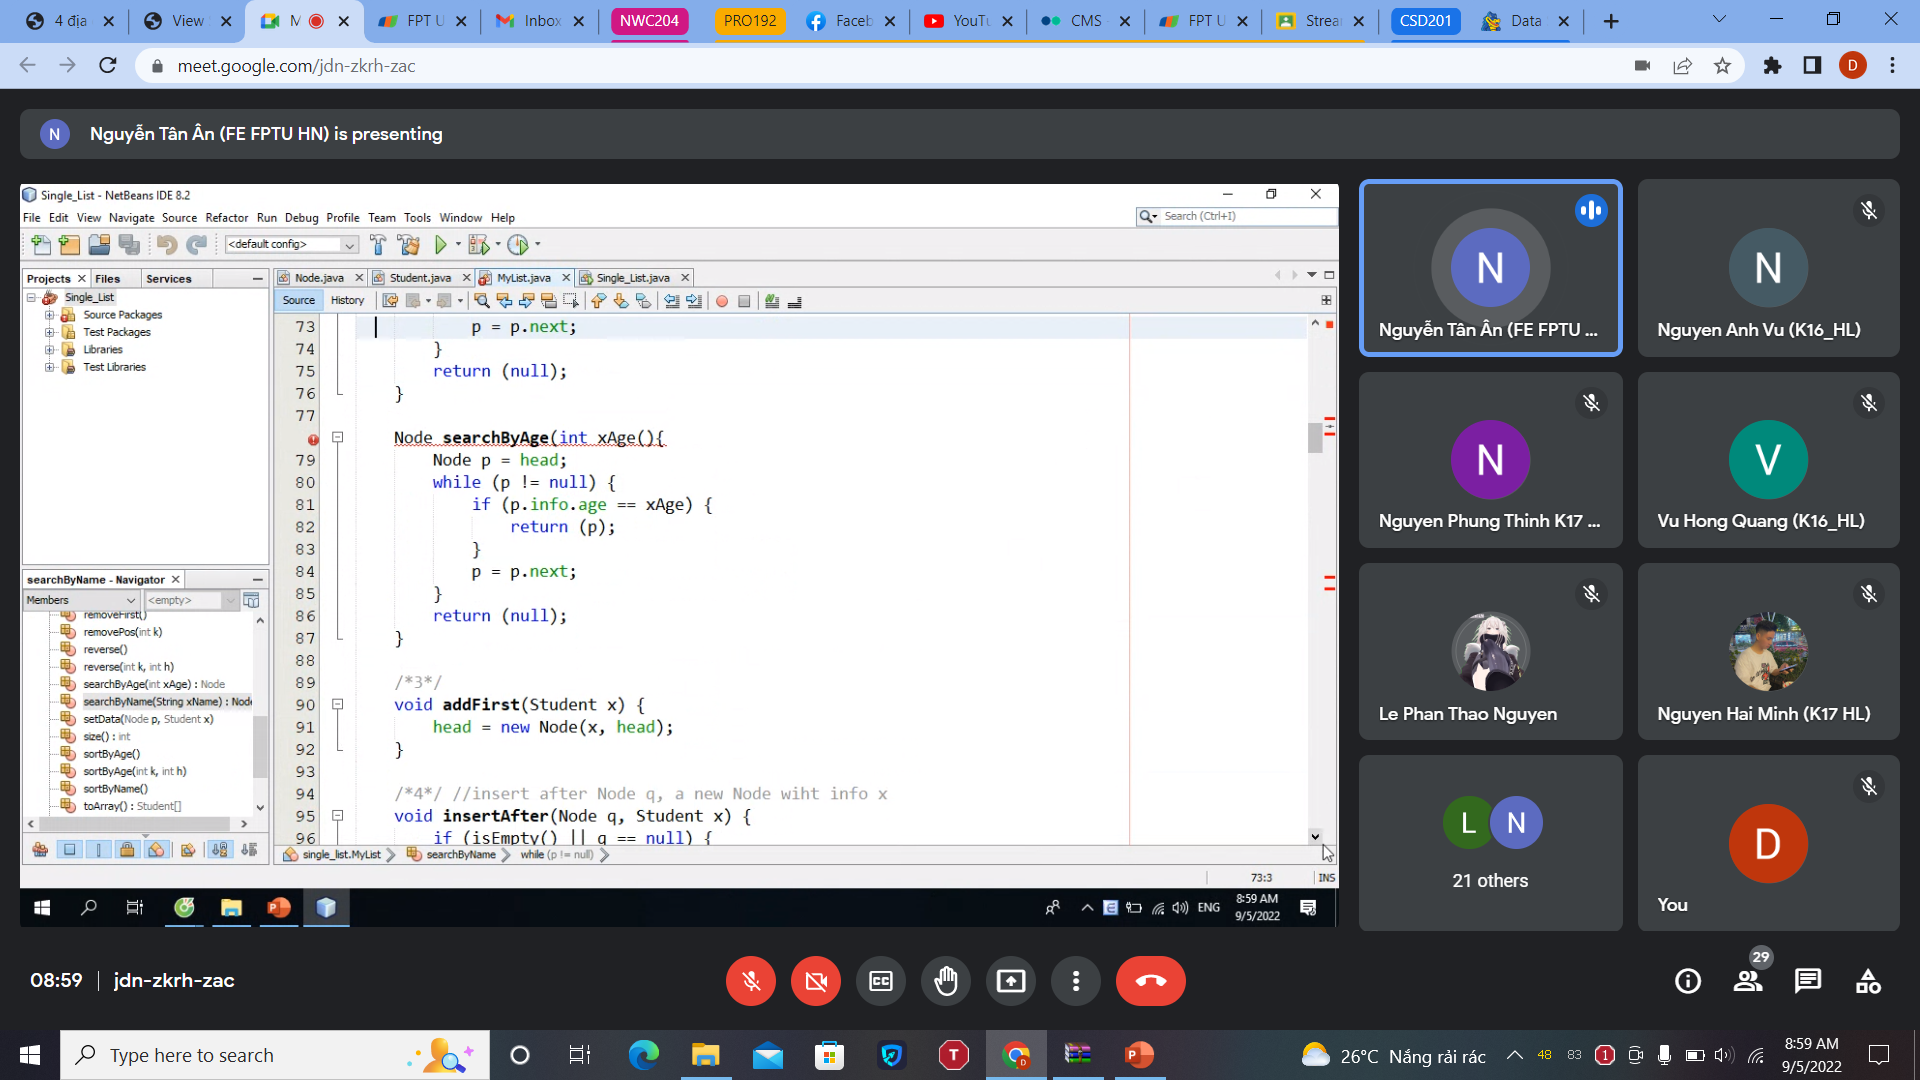 4 địa
View
M
FPT U
Inbox
NWC204
PRO192
Faceb
YouTu
CMS
FPT U
Strea
CSD201
Data
meet.google.com/jdn-zkrh-zac
D
N
Nguyễn Tân Ân (FE FPTU HN) is presenting
Single_List - NetBeans IDE 8.2
File Edit View Navigate Source Refactor Run Debug Profile Team Tools Window Help
Search (Ctrl+I)
<default config>
Projects Files Services
Node.java Student.java MyList.java Single_List.java
Source History
Single_List
Source Packages
Test Packages
Libraries
Test Libraries
73 p = p.next;
74 }
75 return (null);
76 }
77
Node searchByAge(int xAge(){
79 Node p = head;
80 while (p != null) {
81 if (p.info.age == xAge) {
82 return (p);
83 }
84 p = p.next;
85 }
86 return (null);
87 }
88
89 /*3*/
90 void addFirst(Student x) {
91 head = new Node(x, head);
92 }
93
94 /*4*/ //insert after Node q, a new Node wiht info x
95 void insertAfter(Node q, Student x) {
96 if (isEmpty() || q == null) {
searchByName - Navigator
Members <empty>
removeFirst()
removePos(int k)
reverse()
reverse(int k, int h)
searchByAge(int xAge) : Node
searchByName(String xName) : Node
setData(Node p, Student x)
size() : int
sortByAge()
sortByAge(int k, int h)
sortByName()
toArray() : Student[]
single_list.MyList searchByName while (p != null)
73:3 INS
ENG
8:59 AM
9/5/2022
N
Nguyễn Tân Ân (FE FPTU ...
N
Nguyen Anh Vu (K16_HL)
N
Nguyen Phung Thinh K17 ...
V
Vu Hong Quang (K16_HL)
Le Phan Thao Nguyen
Nguyen Hai Minh (K17 HL)
L N
21 others
D
You
08:59 | jdn-zkrh-zac
CC
29
Type here to search
T
26°C Nắng rải rác
48 83 1
8:59 AM
9/5/2022